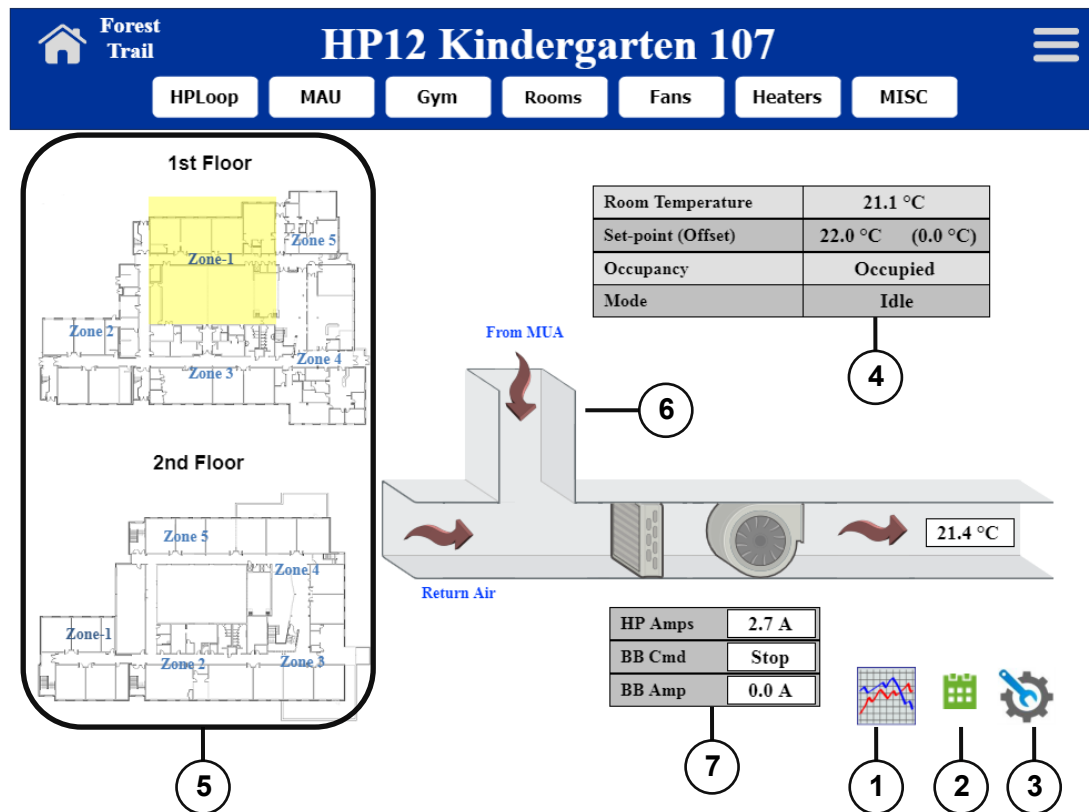 Forest
Trail
HP12 Kindergarten 107
HPLoop MAU Gym Rooms Fans Heaters MISC
1st Floor
Zone 5
Zone-1
Zone 2
Zone 4
Zone 3
2nd Floor
Zone 5
Zone 4
Zone-1
Zone 2
Zone 3
5
Room Temperature 21.1 °C
Set-point (Offset) 22.0 °C (0.0 °C)
Occupancy Occupied
Mode Idle
4
From MUA
6
21.4 °C
Return Air
HP Amps 2.7 A
BB Cmd Stop
BB Amp 0.0 A
7
1
2
3